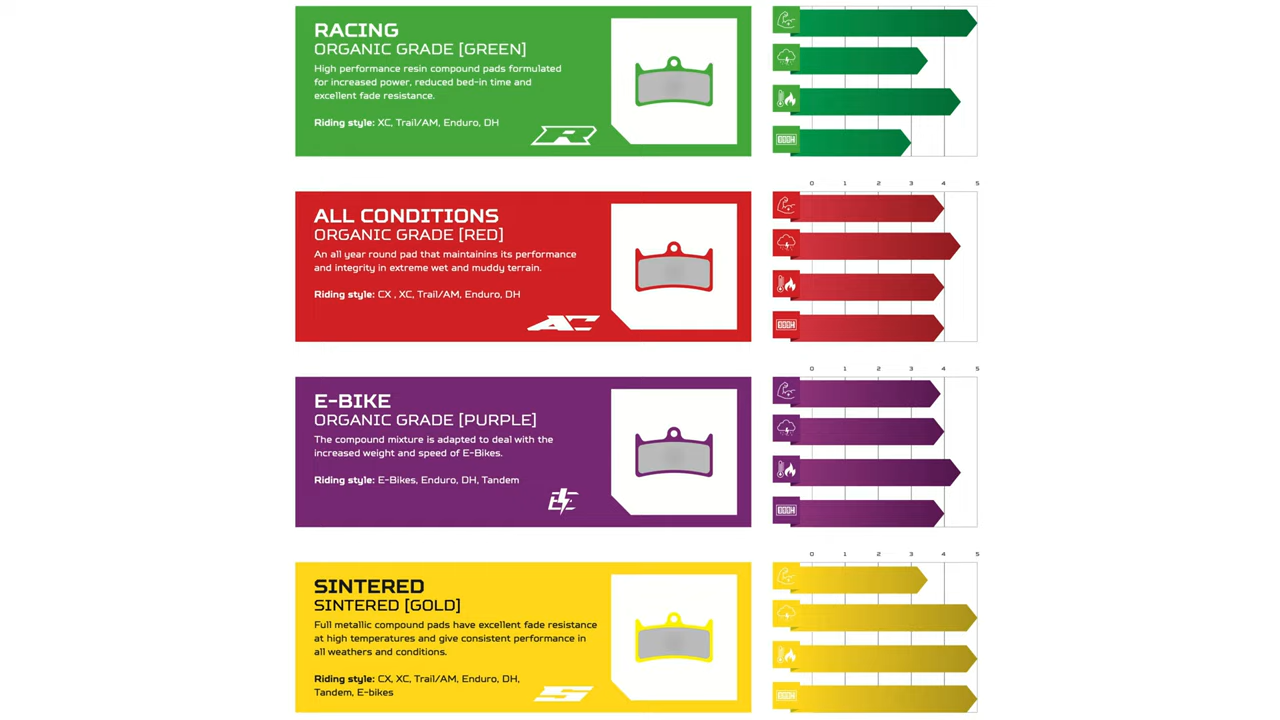 RACING
ORGANIC GRADE [GREEN]
High performance resin compound pads formulated
for increased power, reduced bed-in time and
excellent fade resistance.
Riding style: XC, Trail/AM, Enduro, DH
R
0 1 2 3 4 5
ALL CONDITIONS
ORGANIC GRADE [RED]
An all year round pad that maintainins its performance
and integrity in extreme wet and muddy terrain.
Riding style: CX , XC, Trail/AM, Enduro, DH
AC
0 1 2 3 4 5
E-BIKE
ORGANIC GRADE [PURPLE]
The compound mixture is adapted to deal with the
increased weight and speed of E-Bikes.
Riding style: E-Bikes, Enduro, DH, Tandem
0 1 2 3 4 5
SINTERED
SINTERED [GOLD]
Full metallic compound pads have excellent fade resistance
at high temperatures and give consistent performance in
all weathers and conditions.
Riding style: CX, XC, Trail/AM, Enduro, DH,
Tandem, E-bikes
S